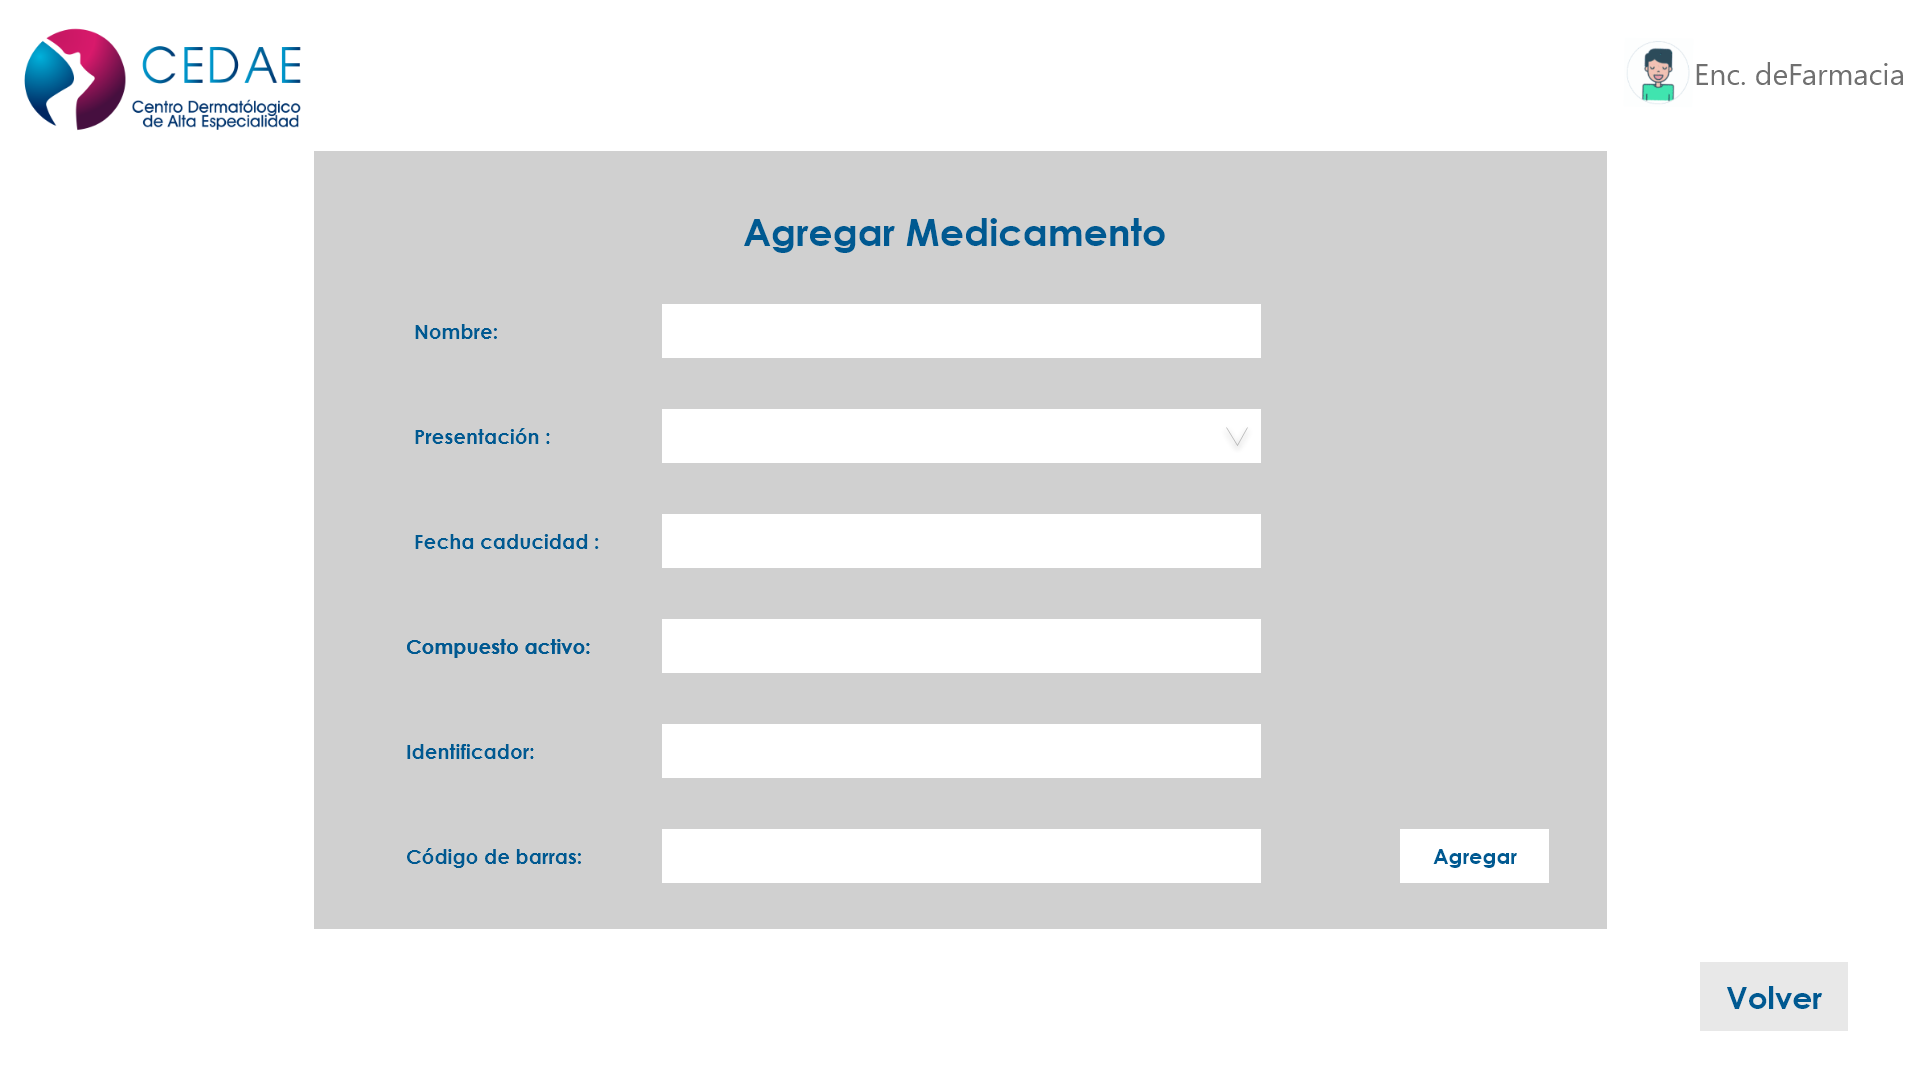 CEDAE
Centro Dermatólogico
de Alta Especialidad
Enc. deFarmacia
Agregar Medicamento
Nombre:
Presentación :
Fecha caducidad :
Compuesto activo:
Identificador:
Código de barras:
Agregar
Volver